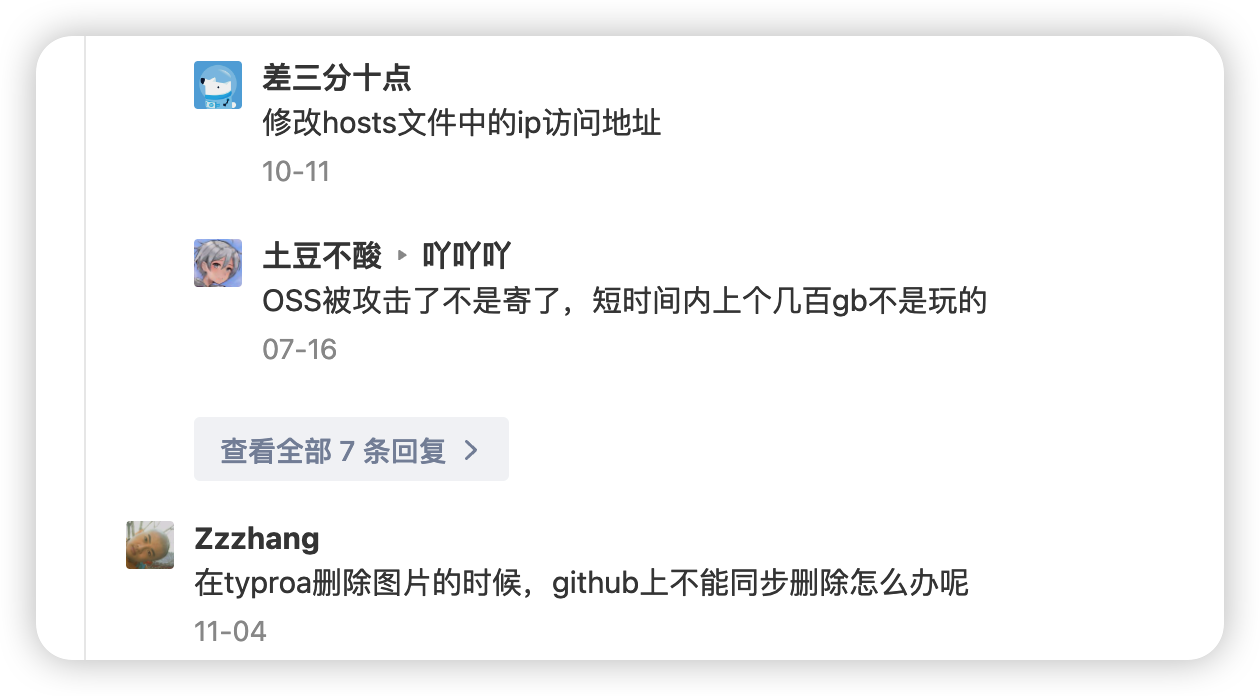 差三分十点
修改hosts文件中的ip访问地址
10-11
土豆不酸 ▸ 吖吖吖
OSS被攻击了不是寄了，短时间内上个几百gb不是玩的
07-16
查看全部 7 条回复 >
Zzzhang
在typroa删除图片的时候，github上不能同步删除怎么办呢
11-04